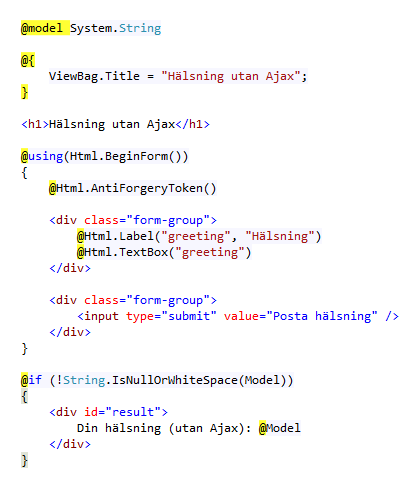 @model System.String
@{
ViewBag.Title = "Hälsning utan Ajax";
}
<h1>Hälsning utan Ajax</h1>
@using(Html.BeginForm())
{
@Html.AntiForgeryToken()
<div class="form-group">
@Html.Label("greeting", "Hälsning")
@Html.TextBox("greeting")
</div>
<div class="form-group">
<input type="submit" value="Posta hälsning" />
</div>
}
@if (!String.IsNullOrWhiteSpace(Model))
{
<div id="result">
Din hälsning (utan Ajax): @Model
</div>
}